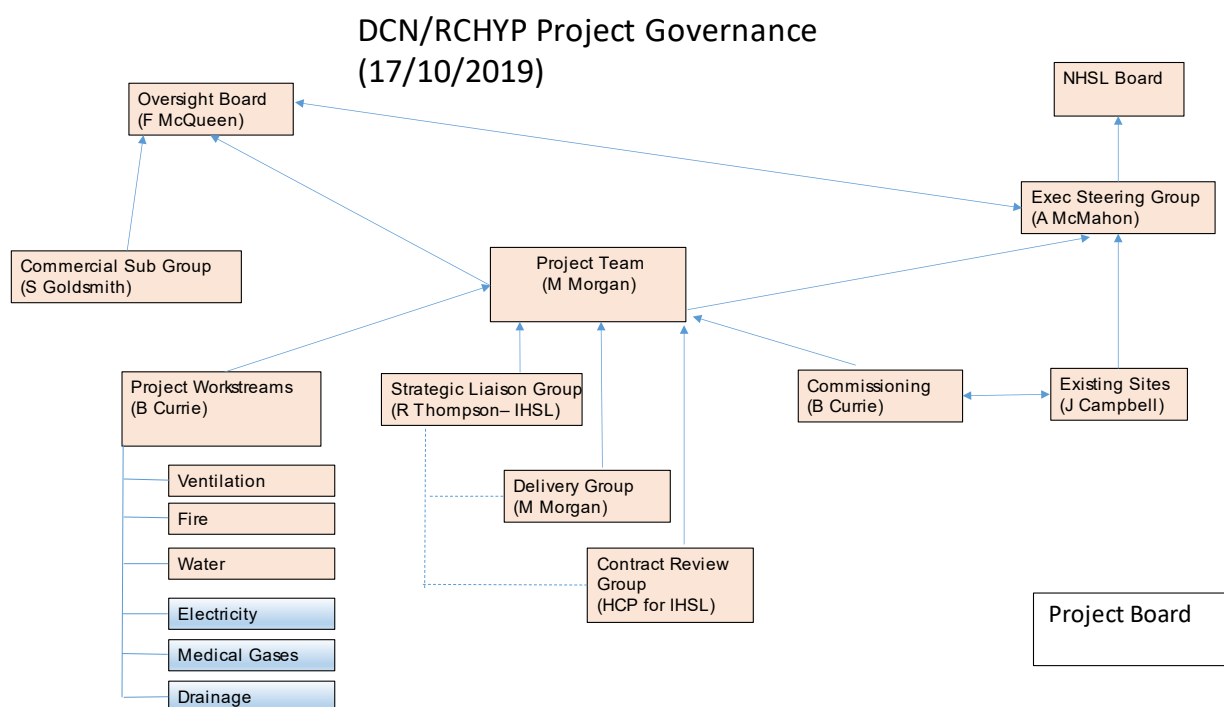 DCN/RCHYP Project Governance
(17/10/2019)
Oversight Board
(F McQueen)
NHSL Board
Exec Steering Group
(A McMahon)
Commercial Sub Group
(S Goldsmith)
Project Team
(M Morgan)
Project Workstreams
(B Currie)
Strategic Liaison Group
(R Thompson– IHSL)
Commissioning
(B Currie)
Existing Sites
(J Campbell)
Ventilation
Fire
Water
Electricity
Medical Gases
Drainage
Delivery Group
(M Morgan)
Contract Review
Group
(HCP for IHSL)
Project Board